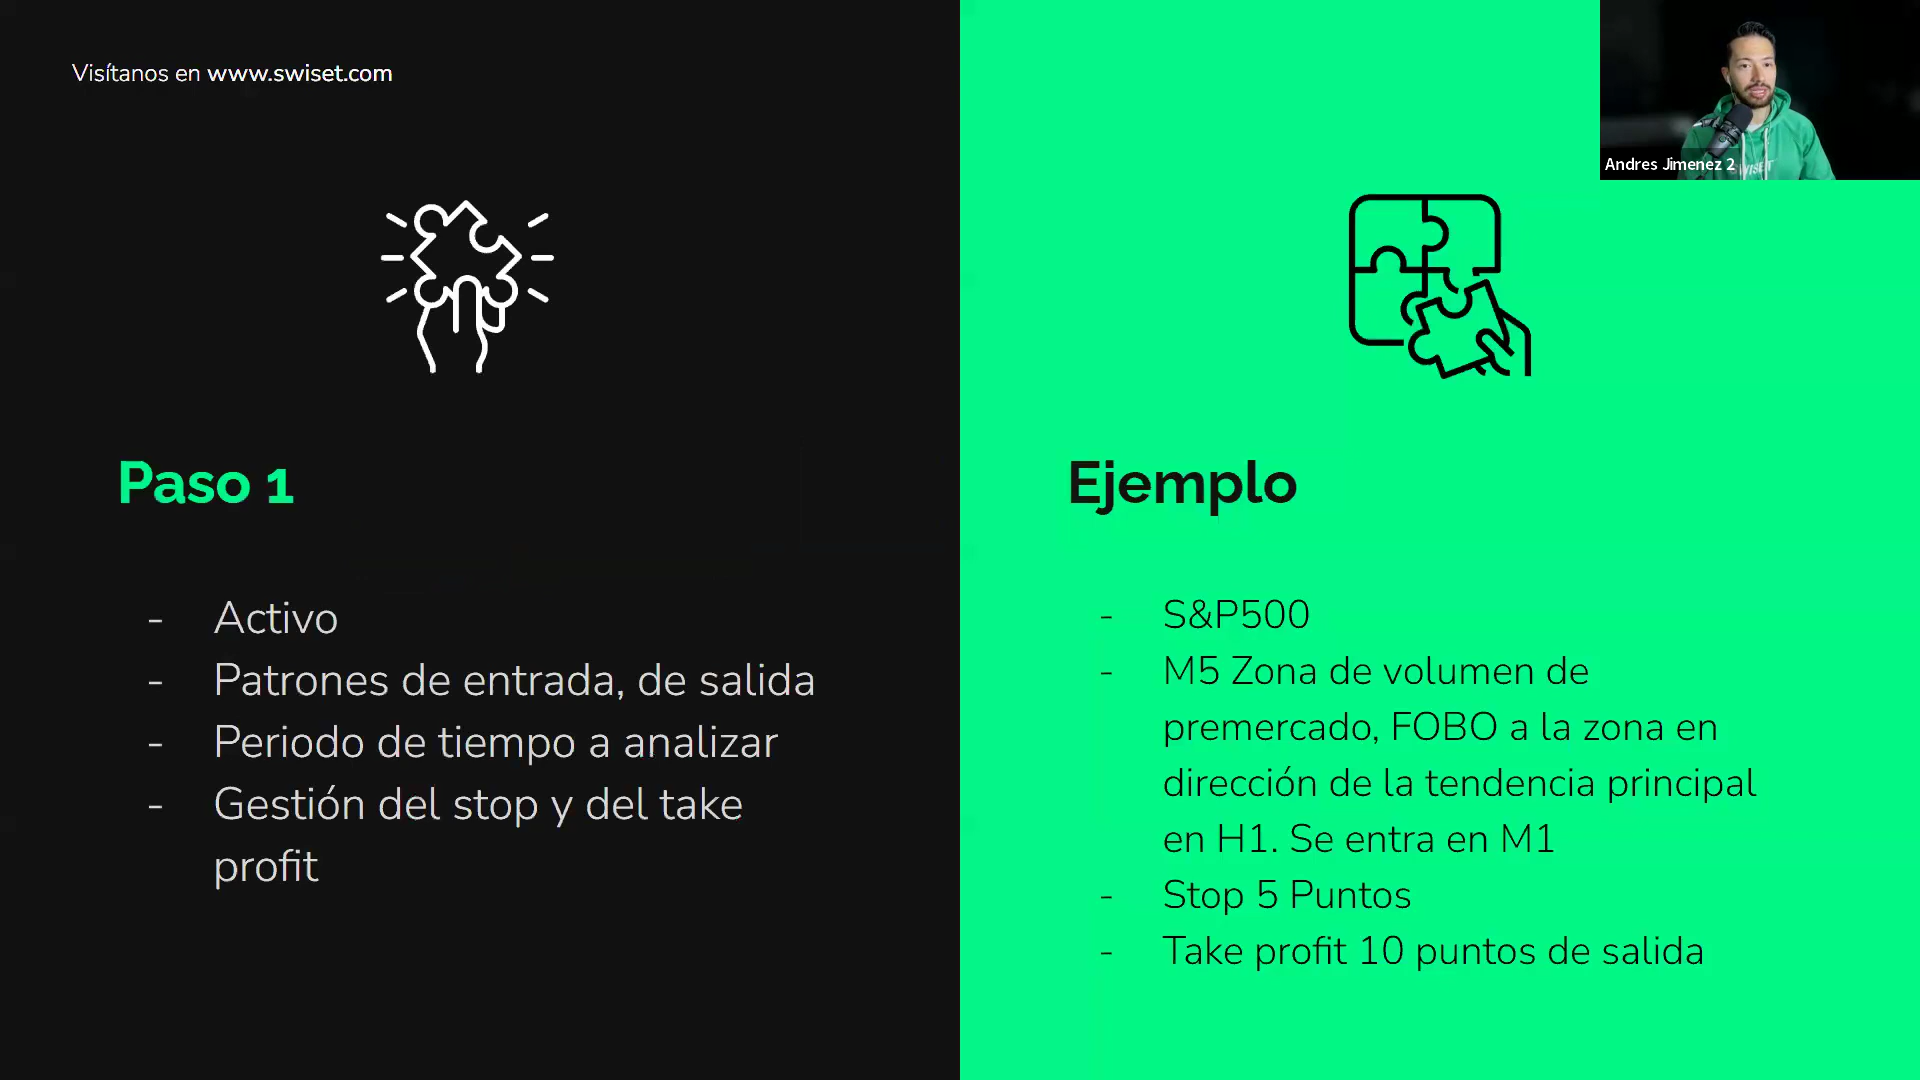 Visítanos en www.swiset.com
Andres Jimenez 2
Paso 1
- Activo
- Patrones de entrada, de salida
- Periodo de tiempo a analizar
- Gestión del stop y del take
profit
Ejemplo
- S&P500
- M5 Zona de volumen de
premercado, FOBO a la zona en
dirección de la tendencia principal
en H1. Se entra en M1
- Stop 5 Puntos
- Take profit 10 puntos de salida